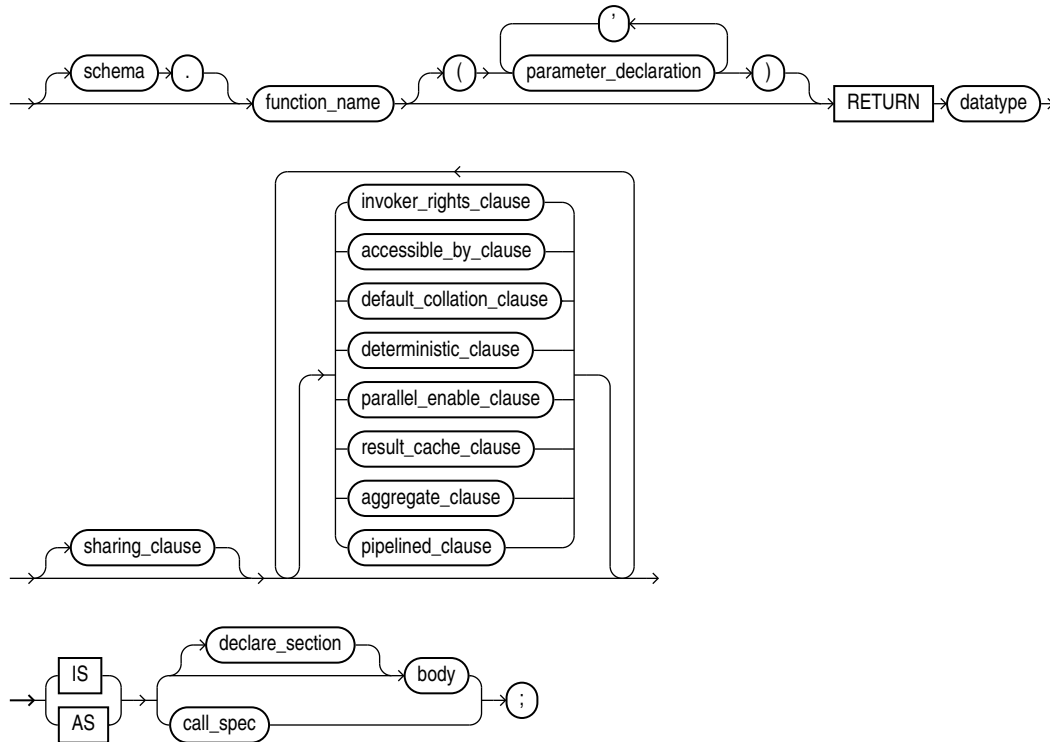 ,
schema . ( parameter_declaration )
function_name RETURN datatype
invoker_rights_clause
accessible_by_clause
default_collation_clause
deterministic_clause
parallel_enable_clause
result_cache_clause
aggregate_clause
sharing_clause pipelined_clause
declare_section
IS body
;
AS call_spec